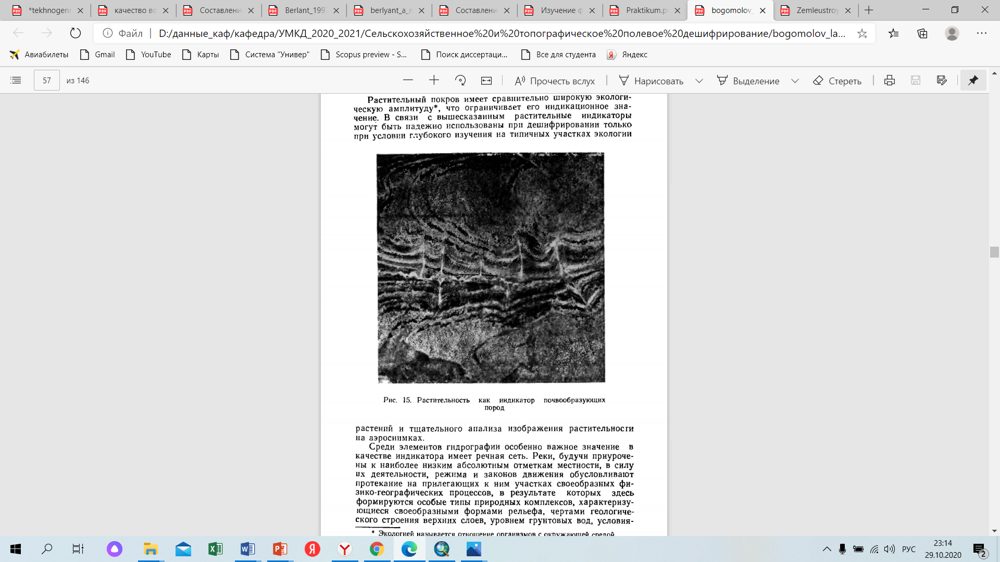 *tekhnogenn
качество во
Составлени
Berlant_199
berlyant_a_m
Составлени
Изучение ф
Praktikum.p
bogomolov_
Zemleustroy
Файл
D:/данные_каф/кафедра/УМКД_2020_2021/Сельскохозяйственное%20и%20топографическое%20полевое%20дешифрирование/bogomolov_la...
Авиабилеты
Gmail
YouTube
Карты
Система "Универ"
Scopus preview - S...
Поиск диссертаци...
Все для студента
Яндекс
57
из 146
Прочесть вслух
Нарисовать
Выделение
Стереть
Растительный покров имеет сравнительно широкую экологи-
ческую амплитуду*, что ограничивает его индикационное зна-
чение. В связи с вышесказанным растительные индикаторы
могут быть надежно использованы при дешифрировании только
при условии глубокого изучения на типичных участках экологии
Рис. 15. Растительность как индикатор почвообразующих
пород
растений и тщательного анализа изображения растительности
на аэроснимках.
Среди элементов гидрографии особенно важное значение в
качестве индикатора имеет речная сеть. Реки, будучи приуроче-
ны к наиболее низким абсолютным отметкам местности, в силу
их деятельности, режима и законов движения обусловливают
протекание на прилегающих к ним участках своеобразных фи-
зико-географических процессов, в результате которых здесь
формируются особые типы природных комплексов, характеризу-
ющиеся своеобразными формами рельефа, чертами геологиче-
ского строения верхних слоев, уровнем грунтовых вод, условия-
* Экологией называется отношение организмов с окружающей средой
РУС
23:14
29.10.2020
2